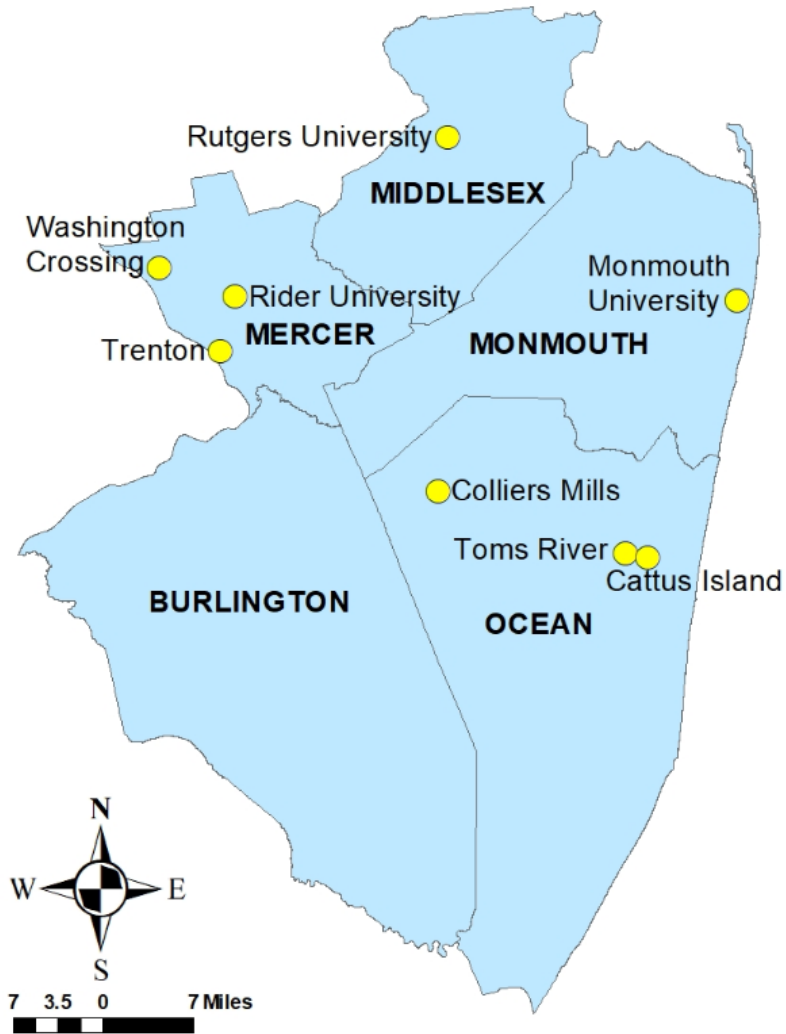 Rutgers University
MIDDLESEX
Washington
Crossing
Monmouth
University
Rider University
MERCER
MONMOUTH
Trenton
Colliers Mills
Toms River
Cattus Island
BURLINGTON
OCEAN
N
W E
S
7 3.5 0 7 Miles